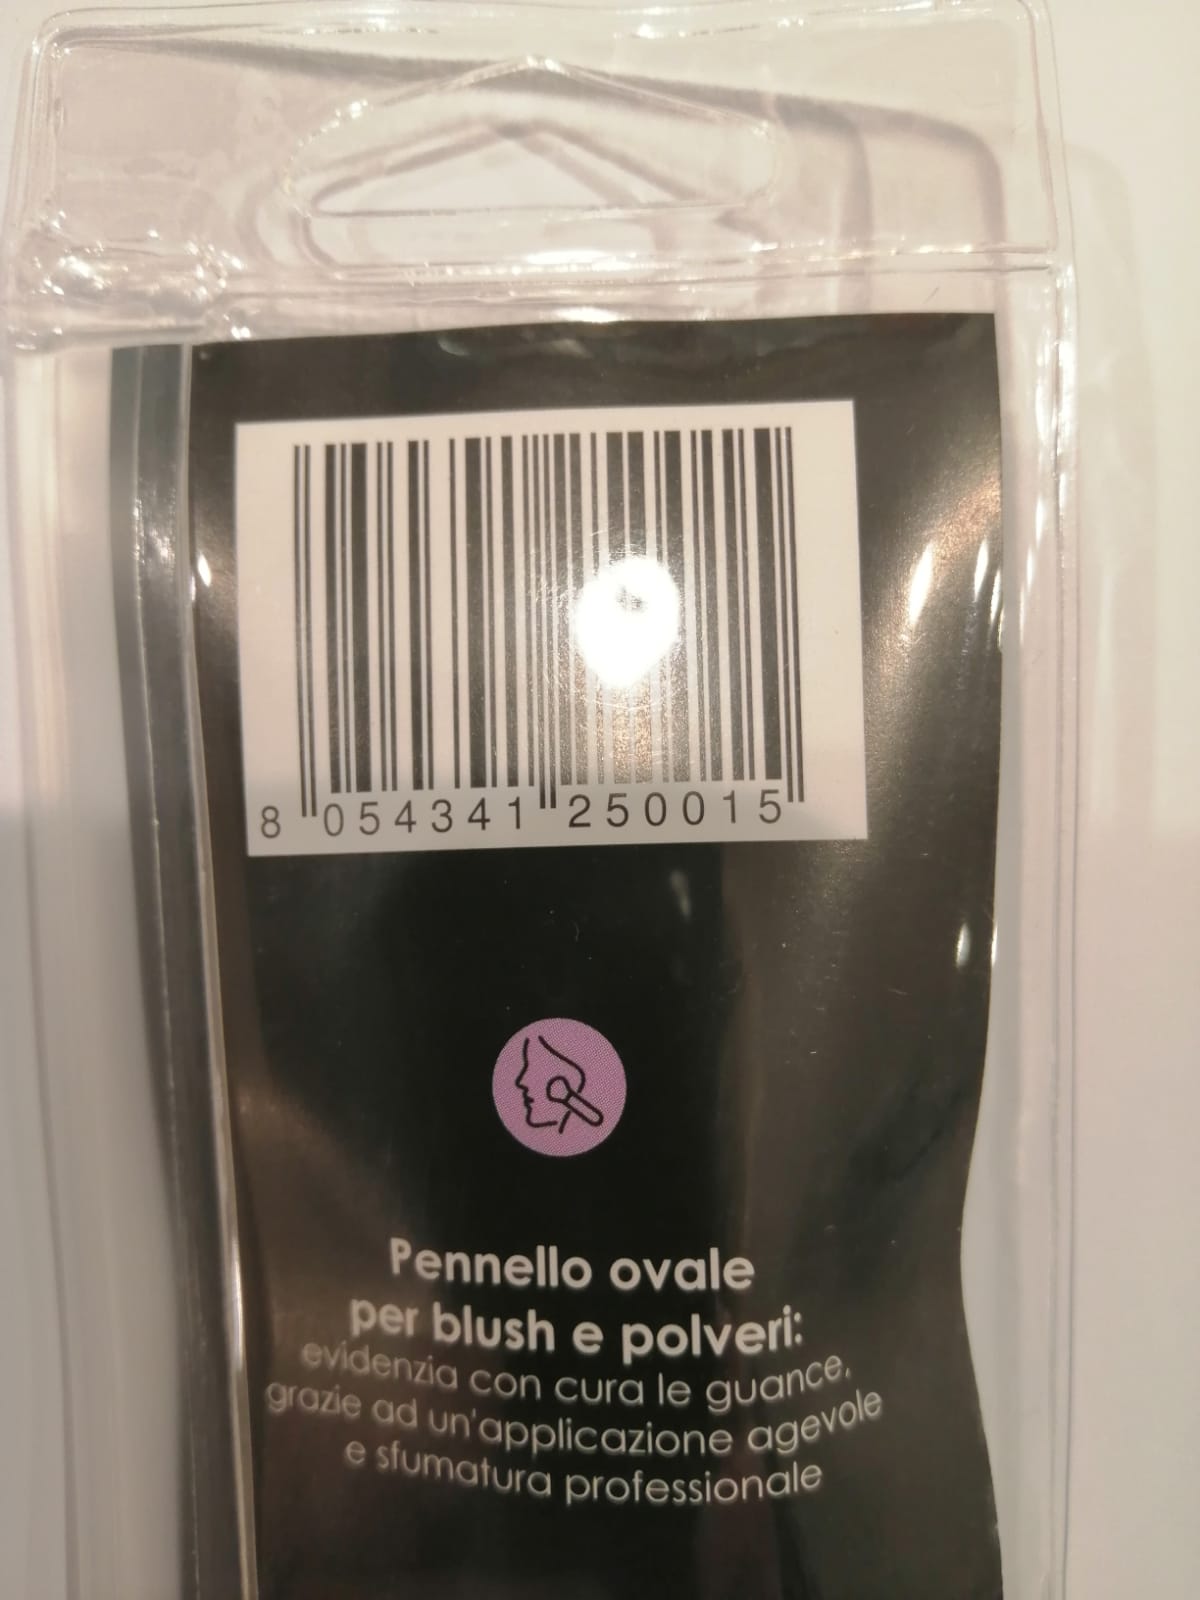 8 054341 250015
Pennello ovale
per blush e polveri:
evidenzia con cura le guance,
grazie ad un'applicazione agevole
e sfumatura professionale